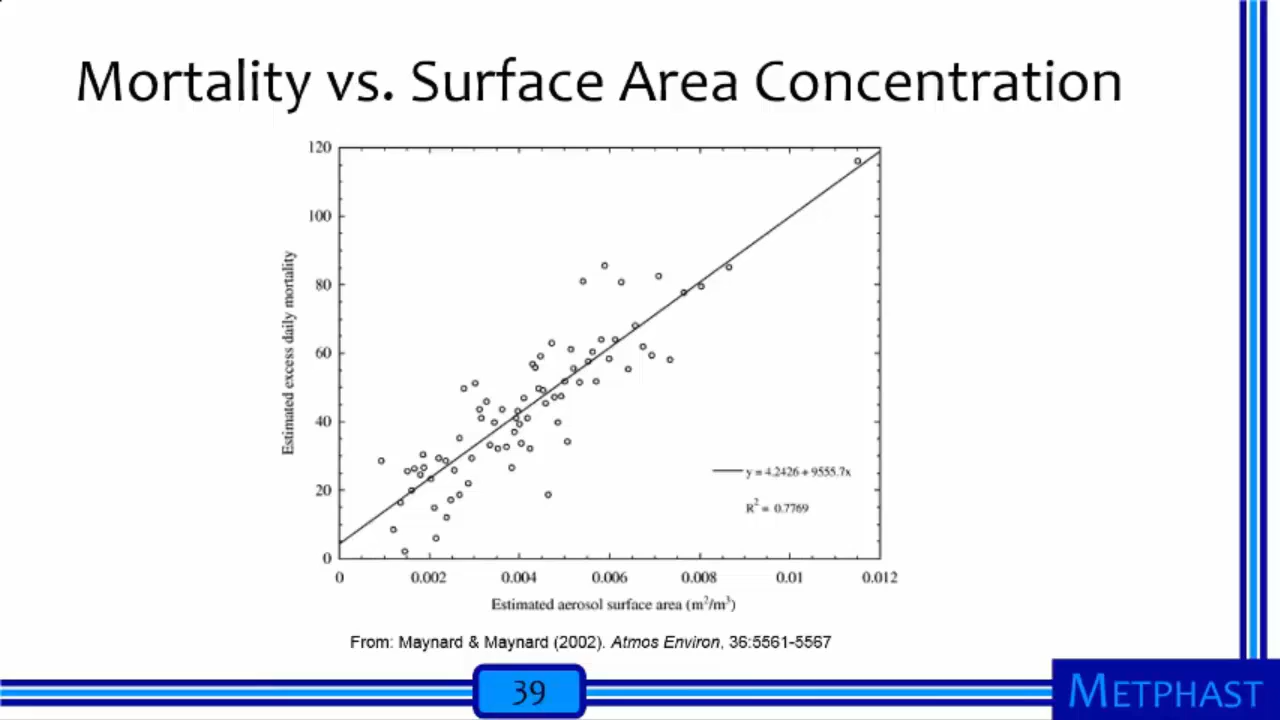 Mortality vs. Surface Area Concentration
120
100
80
60
40
20
0
Estimated excess daily mortality
y = 4.2426 + 9555.7x
R² = 0.7769
0 0.002 0.004 0.006 0.008 0.01 0.012
Estimated aerosol surface area (m²/m³)
From: Maynard & Maynard (2002). Atmos Environ, 36:5561-5567
39
METPHAST